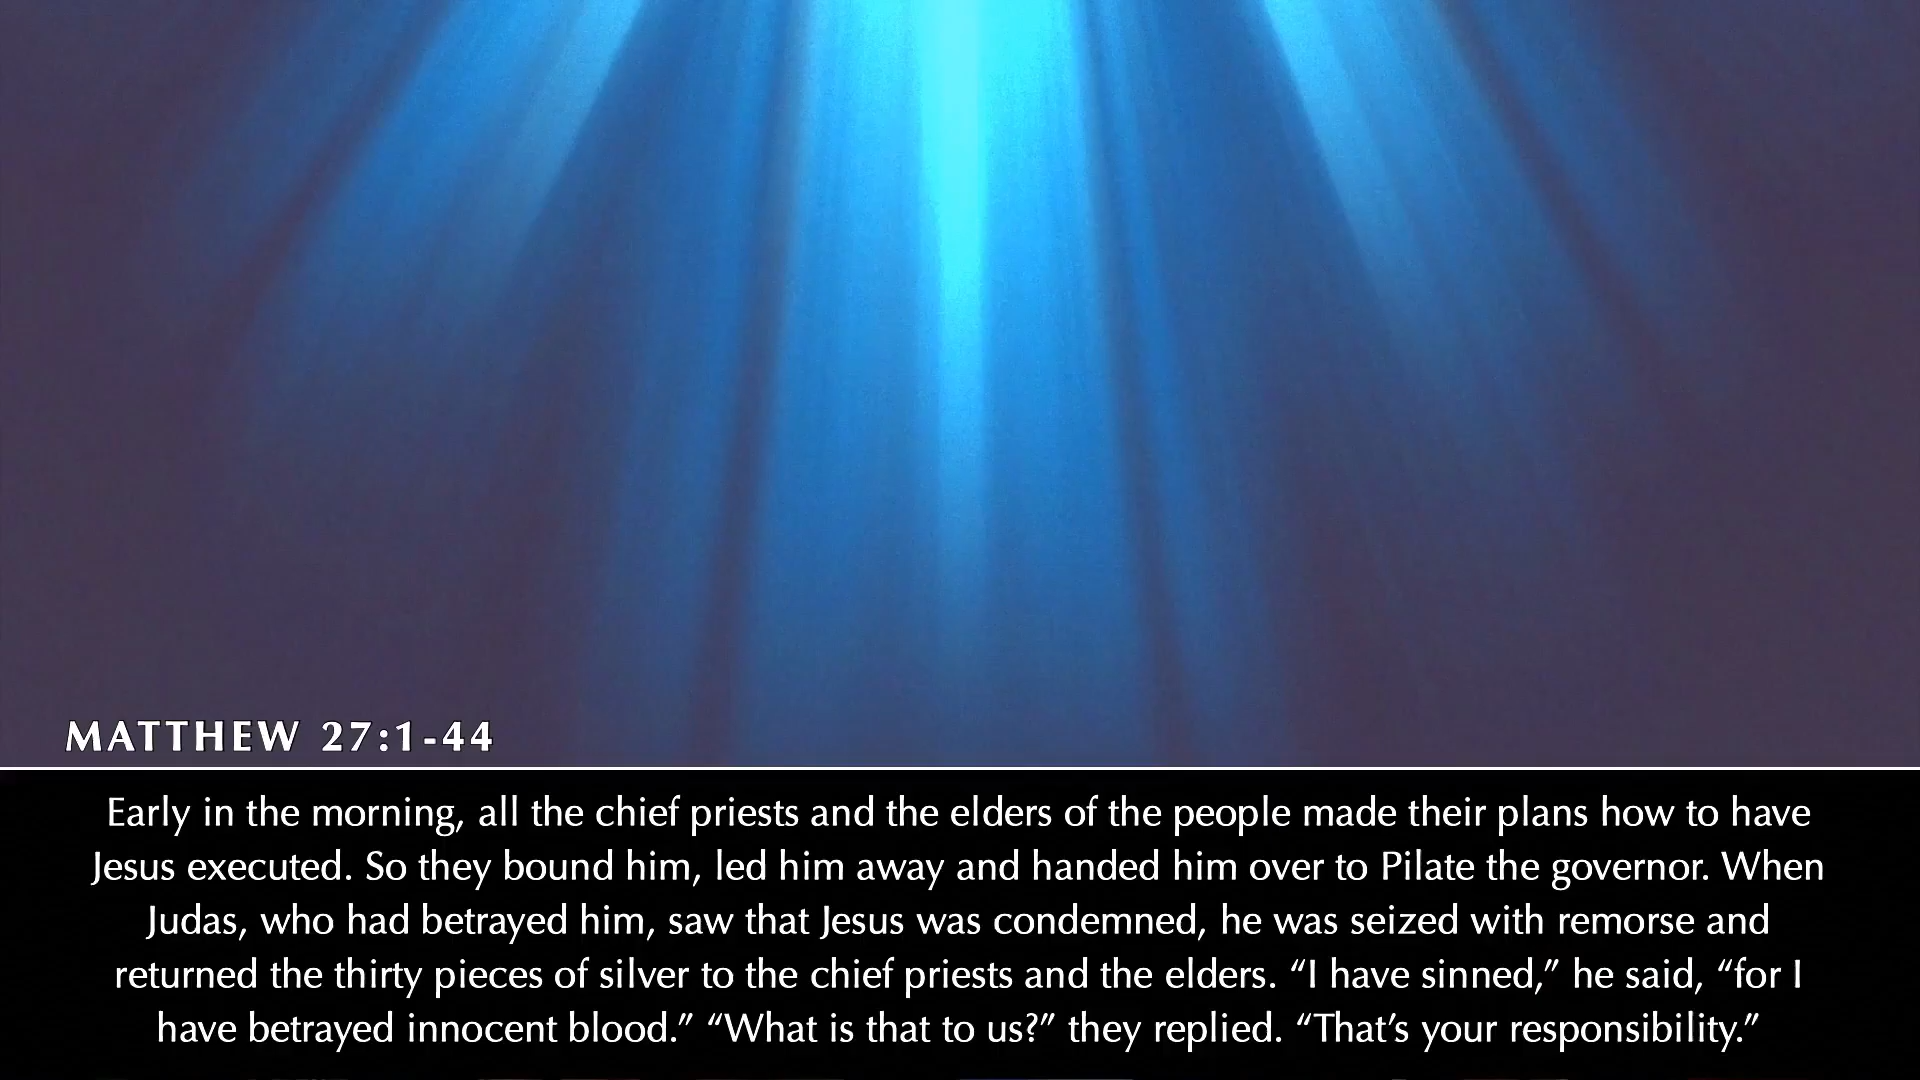 MATTHEW 27:1-44
Early in the morning, all the chief priests and the elders of the people made their plans how to have
Jesus executed. So they bound him, led him away and handed him over to Pilate the governor. When
Judas, who had betrayed him, saw that Jesus was condemned, he was seized with remorse and
returned the thirty pieces of silver to the chief priests and the elders. “I have sinned,” he said, “for I
have betrayed innocent blood.” “What is that to us?” they replied. “That’s your responsibility.”